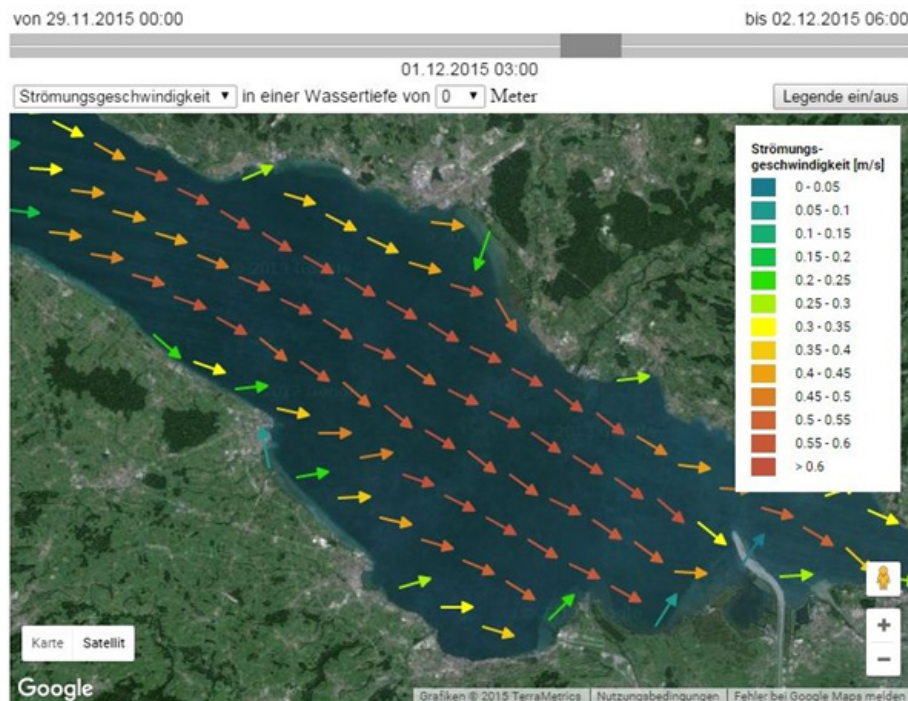 von 29.11.2015 00:00
bis 02.12.2015 06:00
01.12.2015 03:00
Strömungsgeschwindigkeit in einer Wassertiefe von 0 Meter
Legende ein/aus
Strömungs-
geschwindigkeit [m/s]
0 - 0.05
0.05 - 0.1
0.1 - 0.15
0.15 - 0.2
0.2 - 0.25
0.25 - 0.3
0.3 - 0.35
0.35 - 0.4
0.4 - 0.45
0.45 - 0.5
0.5 - 0.55
0.55 - 0.6
> 0.6
+
−
Karte Satellit
Google
Grafiken © 2015 TerraMetrics Nutzungsbedingungen Fehler bei Google Maps melden